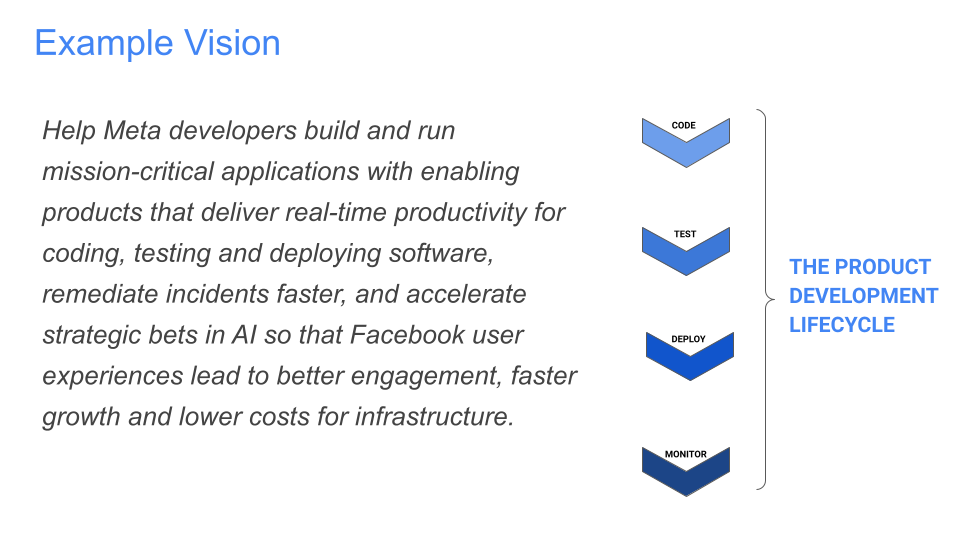 Example Vision
Help Meta developers build and run
mission-critical applications with enabling
products that deliver real-time productivity for
coding, testing and deploying software,
remediate incidents faster, and accelerate
strategic bets in AI so that Facebook user
experiences lead to better engagement, faster
growth and lower costs for infrastructure.
CODE
TEST
DEPLOY
MONITOR
THE PRODUCT
DEVELOPMENT
LIFECYCLE